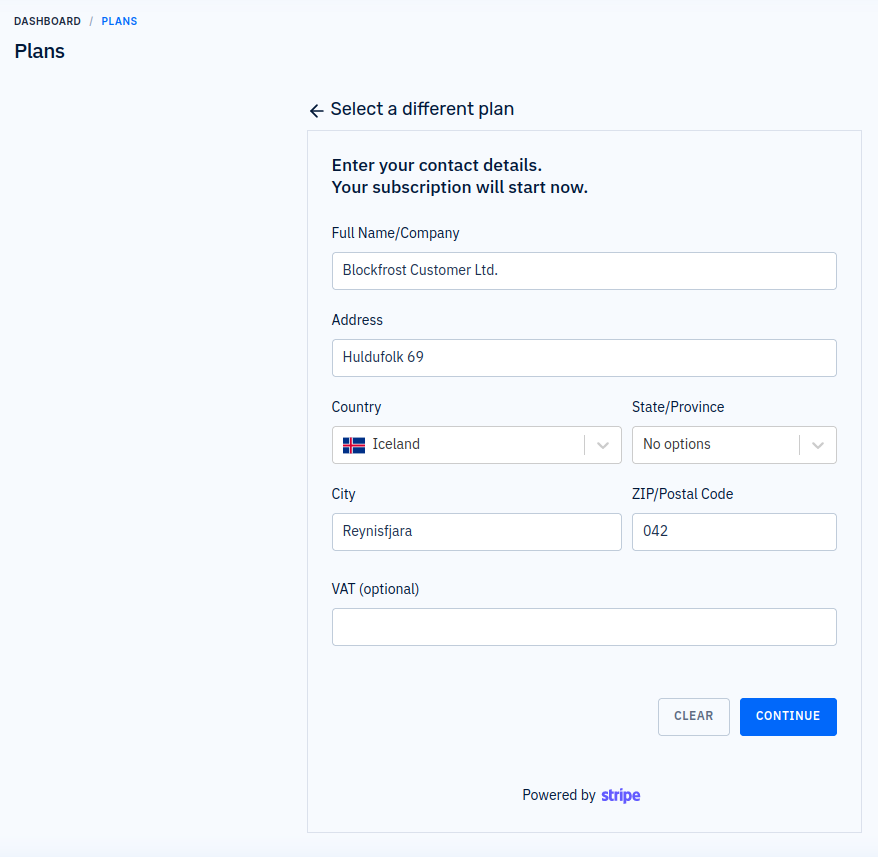 DASHBOARD / PLANS
Plans
← Select a different plan
Enter your contact details.
Your subscription will start now.
Full Name/Company
Blockfrost Customer Ltd.
Address
Huldufolk 69
Country State/Province
Iceland No options
City ZIP/Postal Code
Reynisfjara 042
VAT (optional)
CLEAR CONTINUE
Powered by stripe